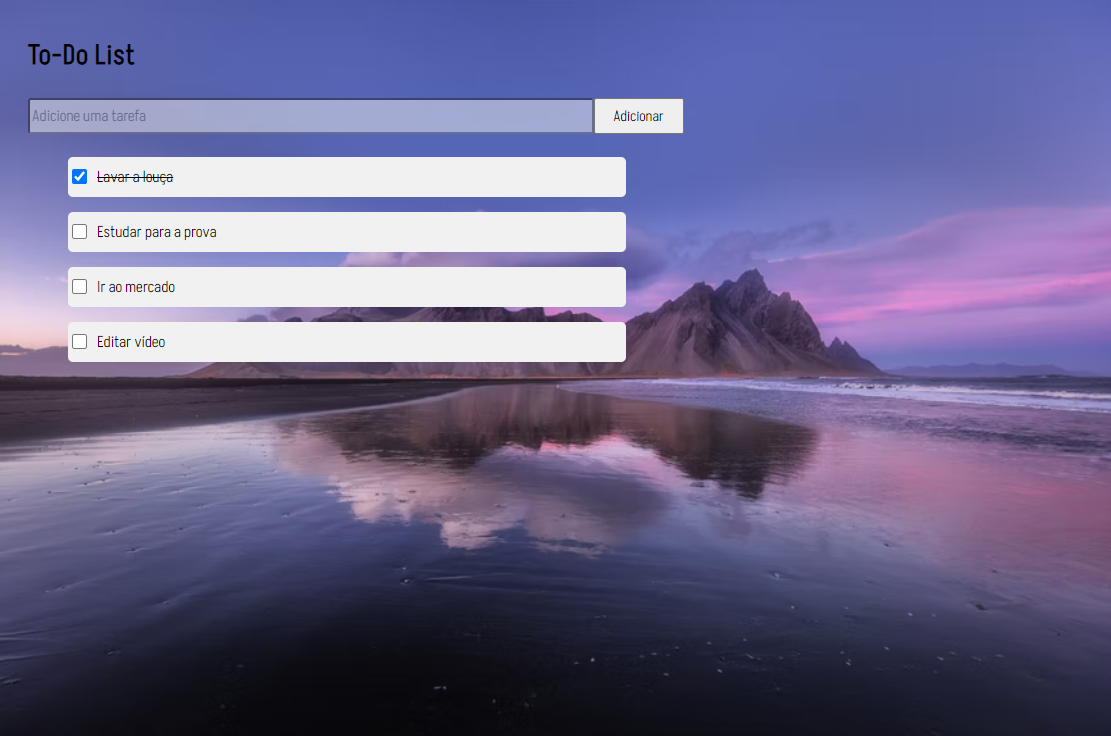 To-Do List
Adicione uma tarefa
Adicionar
Lavar a louça
Estudar para a prova
Ir ao mercado
Editar vídeo